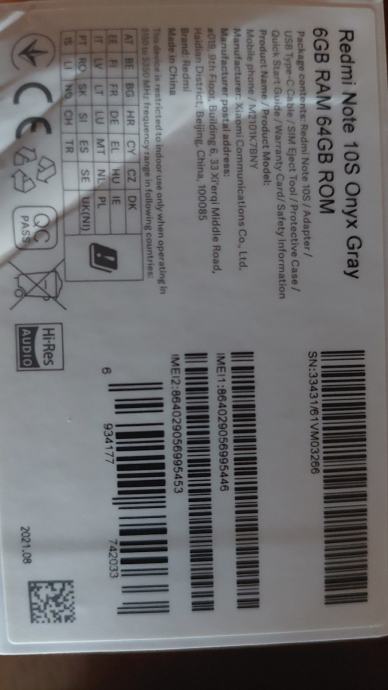 Redmi Note 10S Onyx Gray
6GB RAM 64GB ROM
Package contents: Redmi Note 10S / Adapter /
USB Type-C Cable / SIM Eject Tool / Protective Case /
Quick Start Guide / Warranty Card / Safety Information
Product Name / Product Model:
Mobile phone / M2101K7BNY
Manufacturer: Xiaomi Communications Co., Ltd.
Manufacturer postal address:
#019, 9th Floor, Building 6, 33 Xi'erqi Middle Road,
Haidian District, Beijing, China, 100085
Brand: Redmi
Made in China
This device is restricted to indoor use only when operating in
5150 to 5350 MHz frequency range in following countries:
AT BE BG HR CY CZ DK
EE FI FR DE EL HU IE
IT LV LT LU MT NL PL
PT RO SK SI ES SE UK(NI)
IS LI NO CH TR
CE
QC
PASS
Hi-Res
AUDIO
SN:33431/61VM03266
IMEI1:864029056995446
IMEI2:864029056995453
6 934177 742033
2021.08